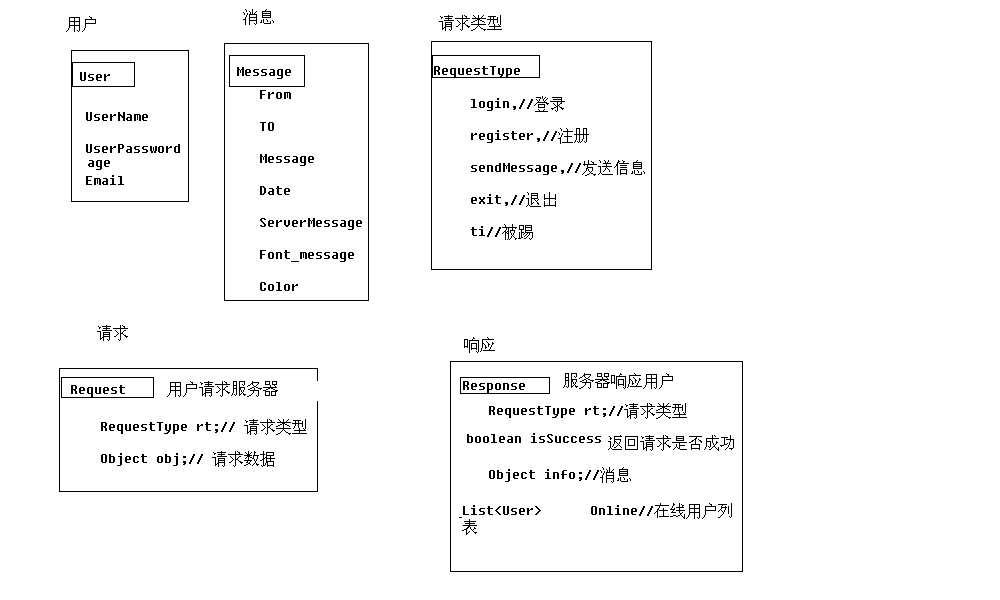 用户
User
UserName
UserPassword
age
Email
消息
Message
From
TO
Message
Date
ServerMessage
Font_message
Color
请求类型
RequestType
login,//登录
register,//注册
sendMessage,//发送信息
exit,//退出
ti//被踢
请求
Request 用户请求服务器
RequestType rt;// 请求类型
Object obj;// 请求数据
响应
Response 服务器响应用户
RequestType rt;//请求类型
boolean isSuccess 返回请求是否成功
Object info;//消息
List<User> Online//在线用户列
表